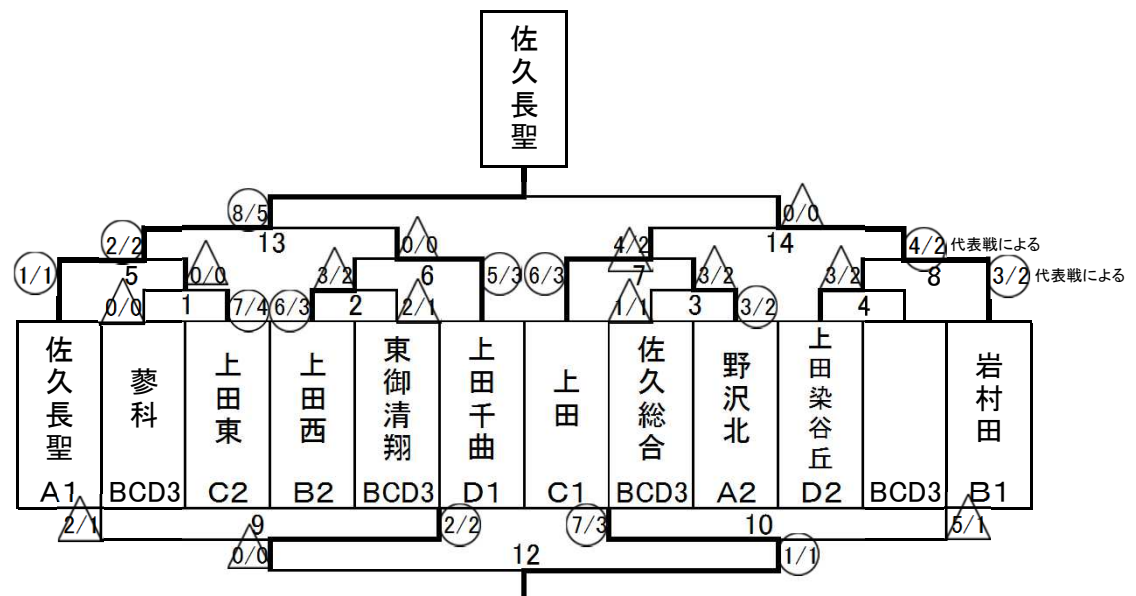 佐久長聖
8/5
0/0
13
14
2/2
0/0
4/2
4/2 代表戦による
1/1
5
0/0
3/2
6
5/3
6/3
7
3/2
3/2
8
3/2 代表戦による
0/0
1
7/4
6/3
2
2/1
1/1
3
3/2
4
佐久長聖
蓼科
上田東
上田西
東御清翔
上田千曲
上田
佐久総合
野沢北
上田染谷丘
岩村田
A1
BCD3
C2
B2
BCD3
D1
C1
BCD3
A2
D2
BCD3
B1
2/1
9
2/2
7/3
10
5/1
0/0
12
1/1